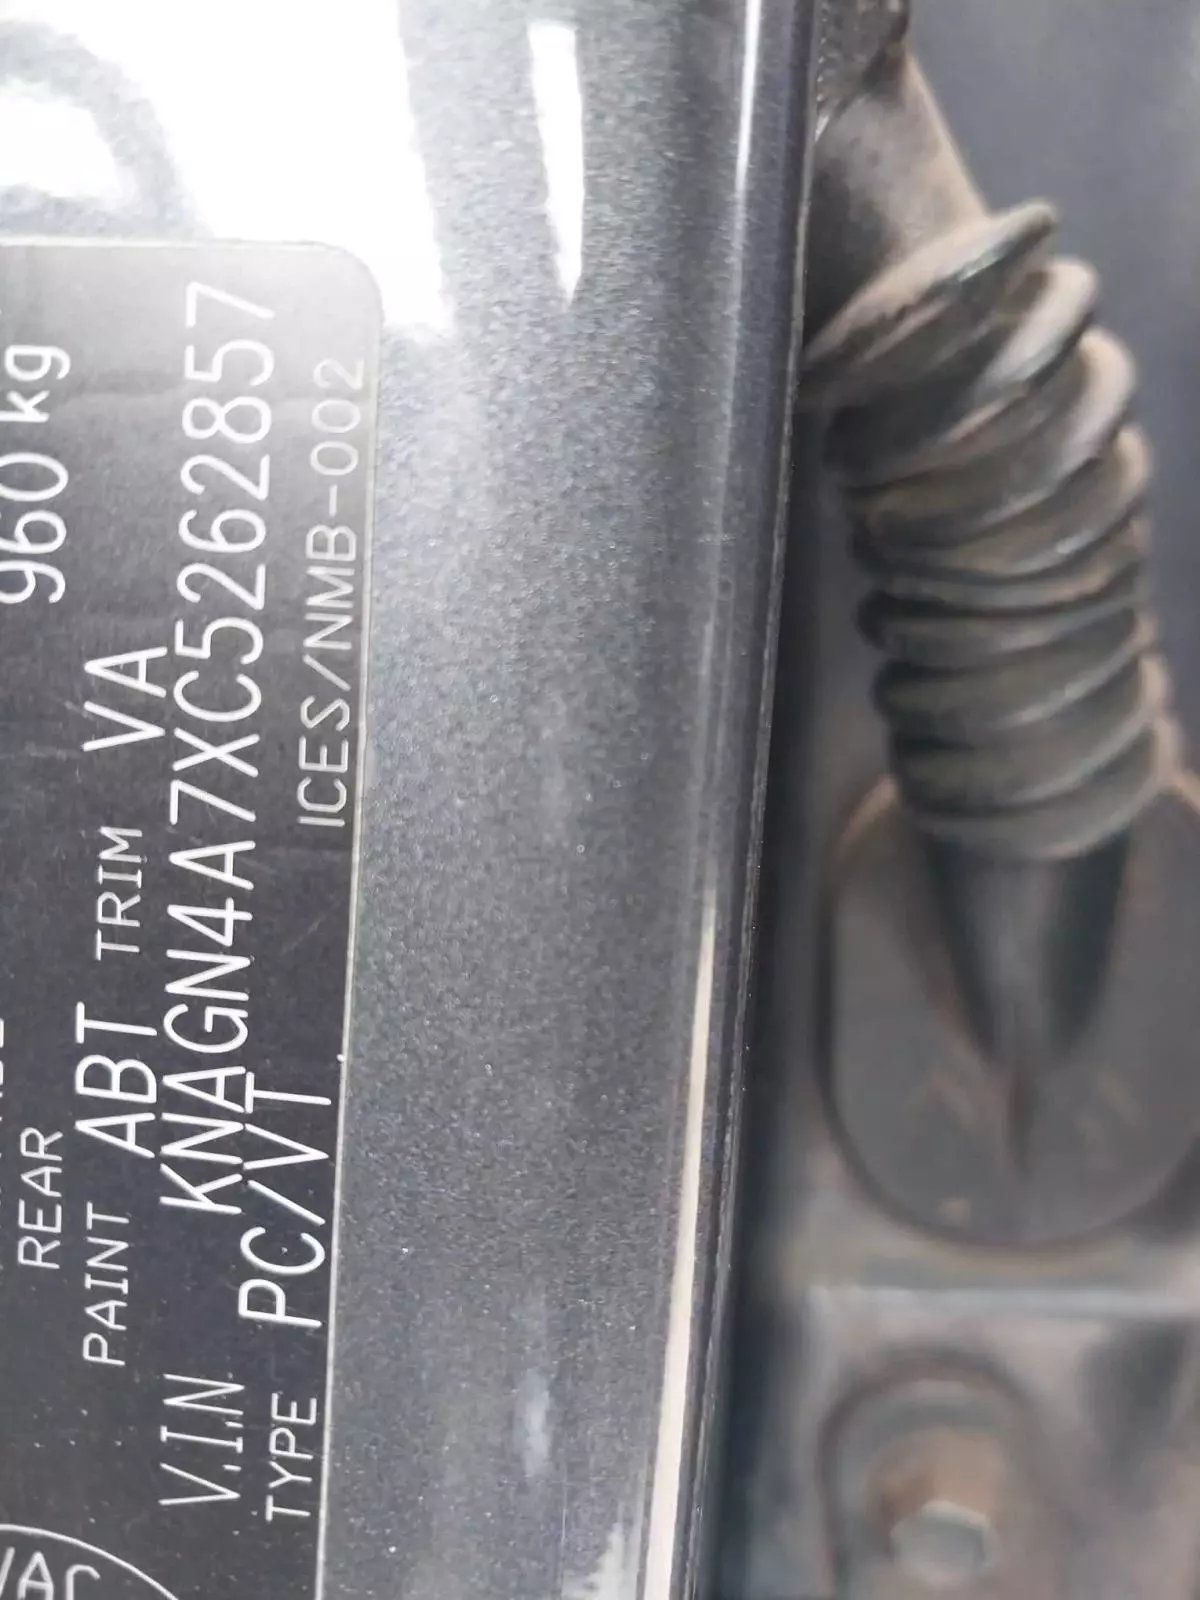 960 kg
REAR
PAINT ABT TRIM VA
V.I.N KNAGN4A7XC5262857
TYPE PC/VT
ICES/NMB-002